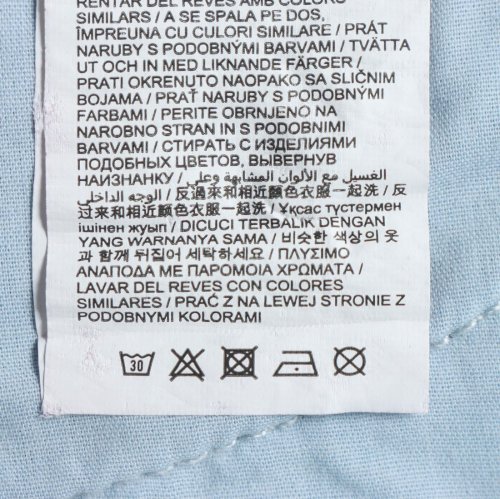 RENTAR DEL REVÉS AMB COLORS
SIMILARS / A SE SPALA PE DOS,
ÎMPREUNA CU CULORI SIMILARE / PRÁT
NARUBY S PODOBNÝMI BARVAMI / TVÄTTA
UT OCH IN MED LIKNANDE FÄRGER /
PRATI OKRENUTO NAOPAKO SA SLIČNIM
BOJAMA / PRAŤ NARUBY S PODOBNÝMI
FARBAMI / PERITE OBRNJENO NA
NAROBNO STRAN IN S PODOBNIMI
BARVAMI / СТИРАТЬ С ИЗДЕЛИЯМИ
ПОДОБНЫХ ЦВЕТОВ, ВЫВЕРНУВ
НАИЗНАНКУ / الغسيل مع الألوان المشابهة وعلى
الوجه الداخلي / 反過來和相近顏色衣服一起洗 / 反
过来和相近颜色衣服一起洗 / Ұқсас түстермен
ішінен жуып / DICUCI TERBALIK DENGAN
YANG WARNANYA SAMA / 비슷한 색상의 옷
과 함께 뒤집어 세탁하세요 / ΠΛΥΣΙΜΟ
ΑΝΑΠΟΔΑ ΜΕ ΠΑΡΟΜΟΙΑ ΧΡΩΜΑΤΑ /
LAVAR DEL REVES CON COLORES
SIMILARES / PRAĆ Z NA LEWEJ STRONIE Z
PODOBNYMI KOLORAMI
30